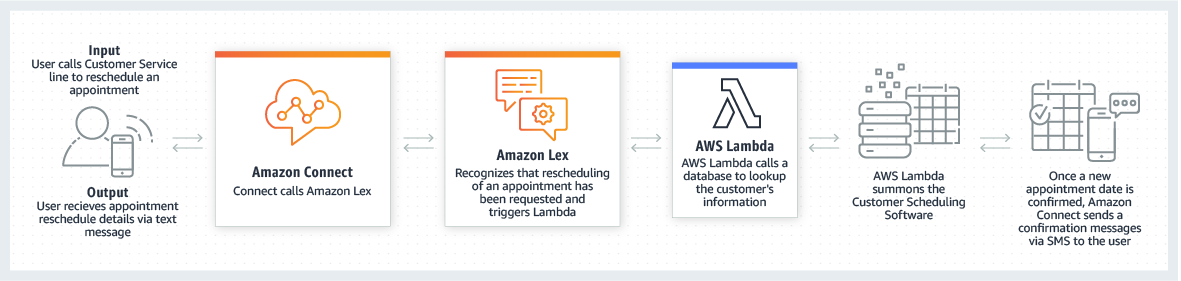 Input
User calls Customer Service
line to reschedule an
appointment
Output
User recieves appointment
reschedule details via text
message
Amazon Connect
Connect calls Amazon Lex
Amazon Lex
Recognizes that rescheduling
of an appointment has
been requested and
triggers Lambda
AWS Lambda
AWS Lambda calls a
database to lookup
the customer's
information
AWS Lambda
summons the
Customer Scheduling
Software
Once a new
appointment date is
confirmed, Amazon
Connect sends a
confirmation messages
via SMS to the user